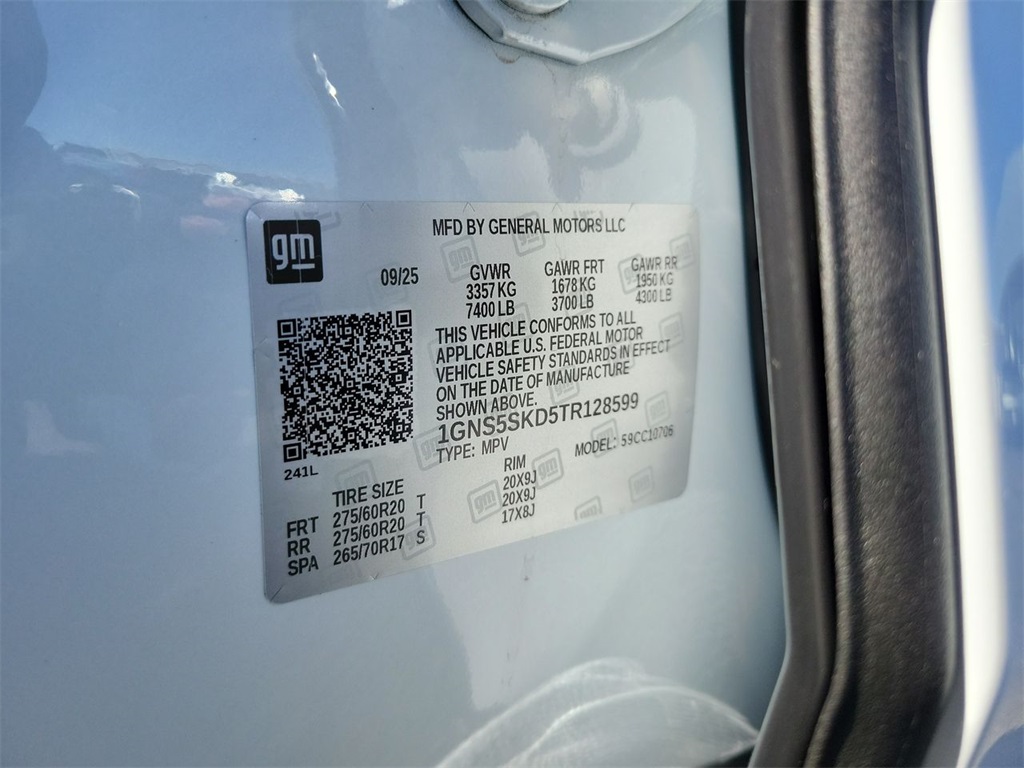 gm
MFD BY GENERAL MOTORS LLC
09/25
GVWR GAWR FRT GAWR RR
3357 KG 1678 KG 1950 KG
7400 LB 3700 LB 4300 LB
THIS VEHICLE CONFORMS TO ALL
APPLICABLE U.S. FEDERAL MOTOR
VEHICLE SAFETY STANDARDS IN EFFECT
ON THE DATE OF MANUFACTURE
SHOWN ABOVE.
1GNS5SKD5TR128599
TYPE: MPV MODEL: 59CC10706
241L
TIRE SIZE RIM
FRT 275/60R20 T 20X9J
RR 275/60R20 T 20X9J
SPA 265/70R17 S 17X8J